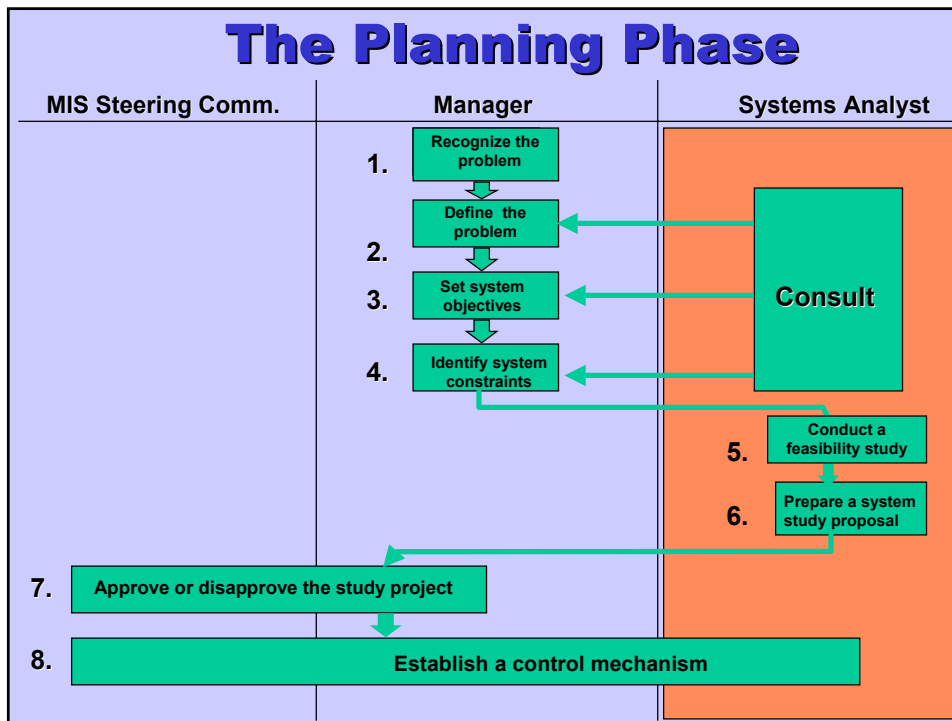 The Planning Phase
MIS Steering Comm.
Manager
Systems Analyst
1.
Recognize the
problem
2.
Define the
problem
3.
Set system
objectives
Consult
4.
Identify system
constraints
5.
Conduct a
feasibility study
6.
Prepare a system
study proposal
7.
Approve or disapprove the study project
8.
Establish a control mechanism